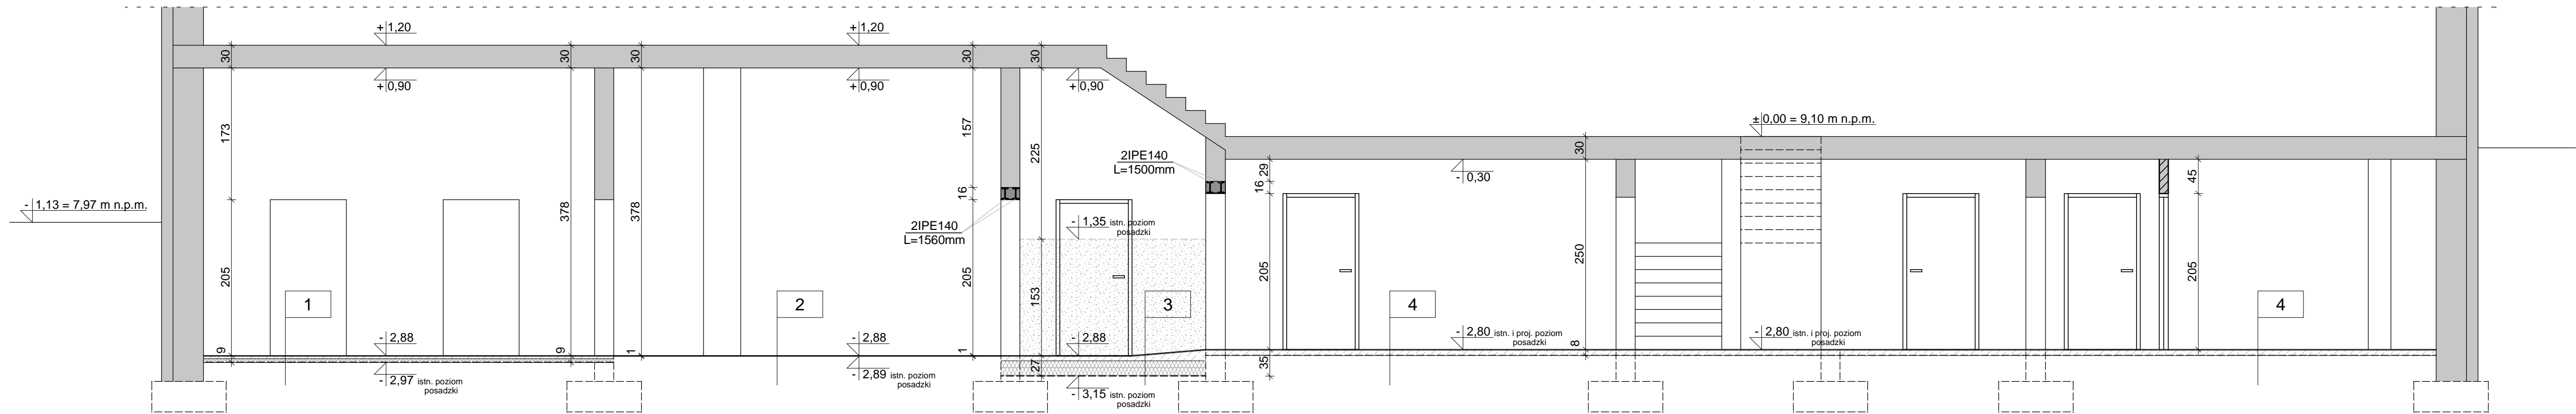 +1,20
+1,20
30
30
30
30
30
+0,90
+0,90
+0,90
± 0,00 = 9,10 m n.p.m.
173
157
225
30
2IPE140
L=1500mm
29
16
- 0,30
45
16
- 1,13 = 7,97 m n.p.m.
378
378
2IPE140
L=1560mm
- 1,35 istn. poziom
posadzki
250
205
205
153
205
205
1
2
3
4
4
- 2,88
- 2,88
- 2,88
- 2,80 istn. i proj. poziom
posadzki
- 2,80 istn. i proj. poziom
posadzki
9
9
1
1
27
35
8
- 2,97 istn. poziom
posadzki
- 2,89 istn. poziom
posadzki
- 3,15 istn. poziom
posadzki